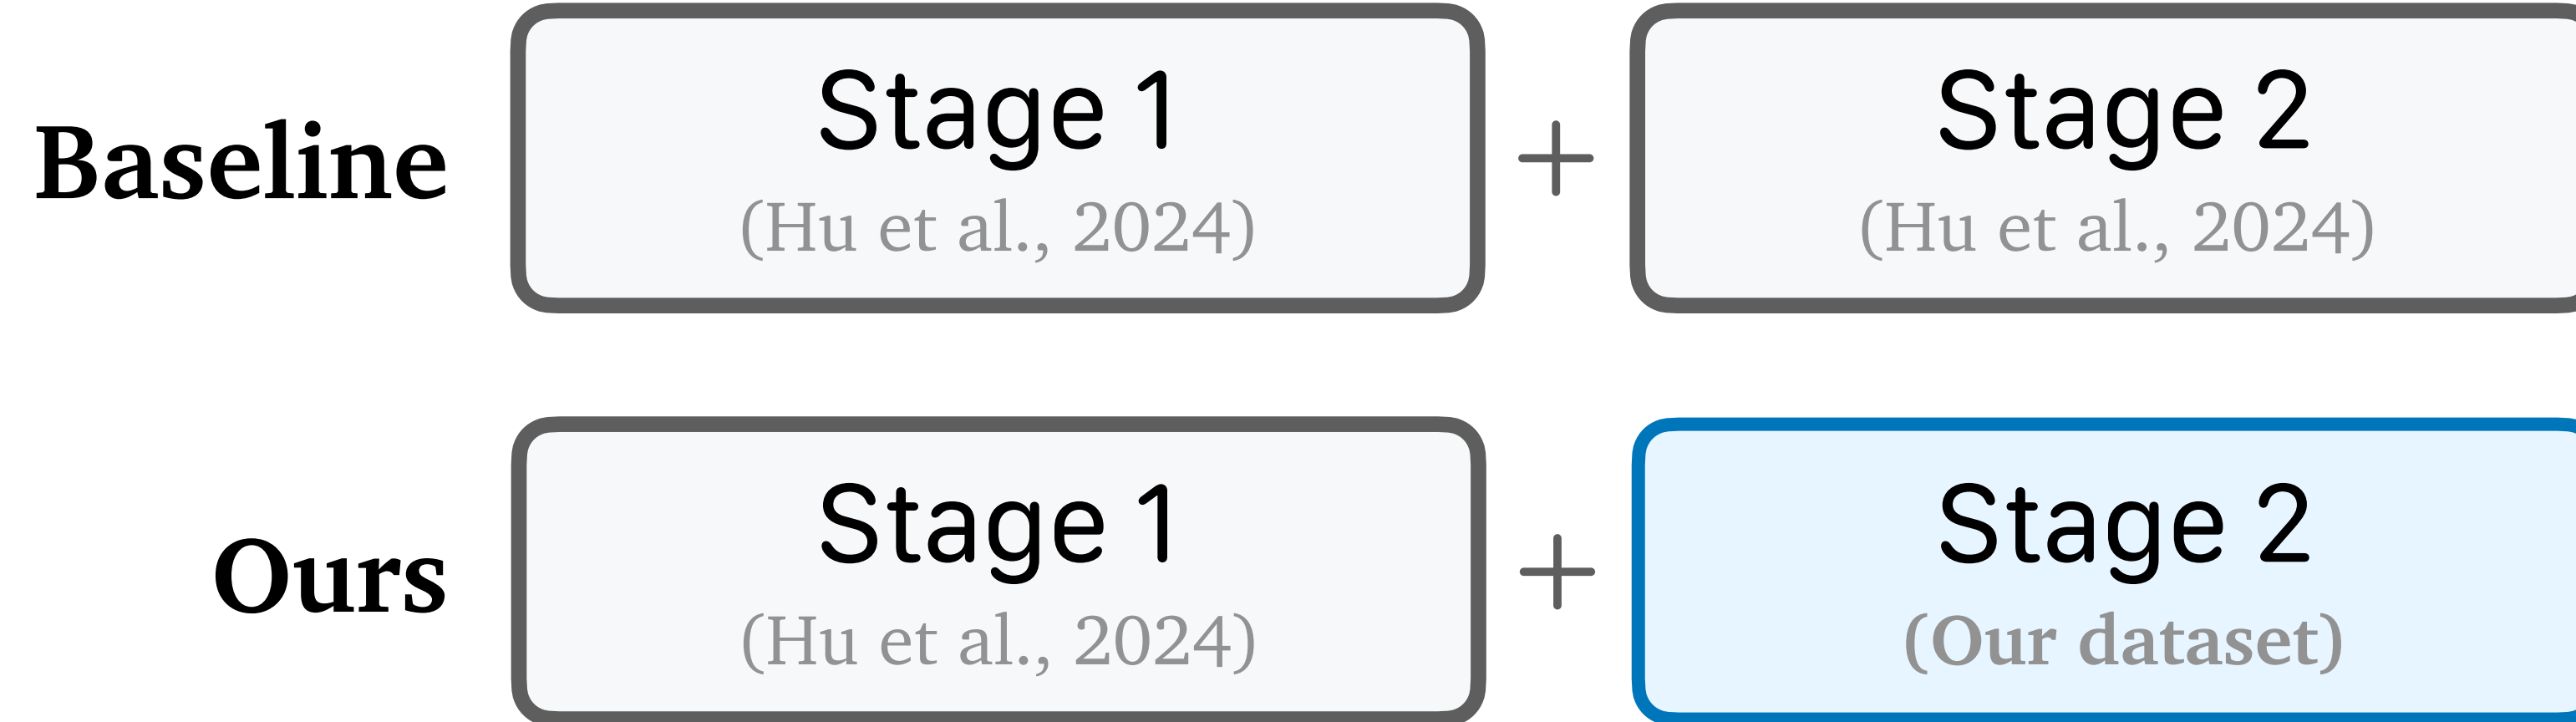 Baseline
Stage 1
(Hu et al., 2024)
+
Stage 2
(Hu et al., 2024)
Ours
Stage 1
(Hu et al., 2024)
+
Stage 2
(Our dataset)